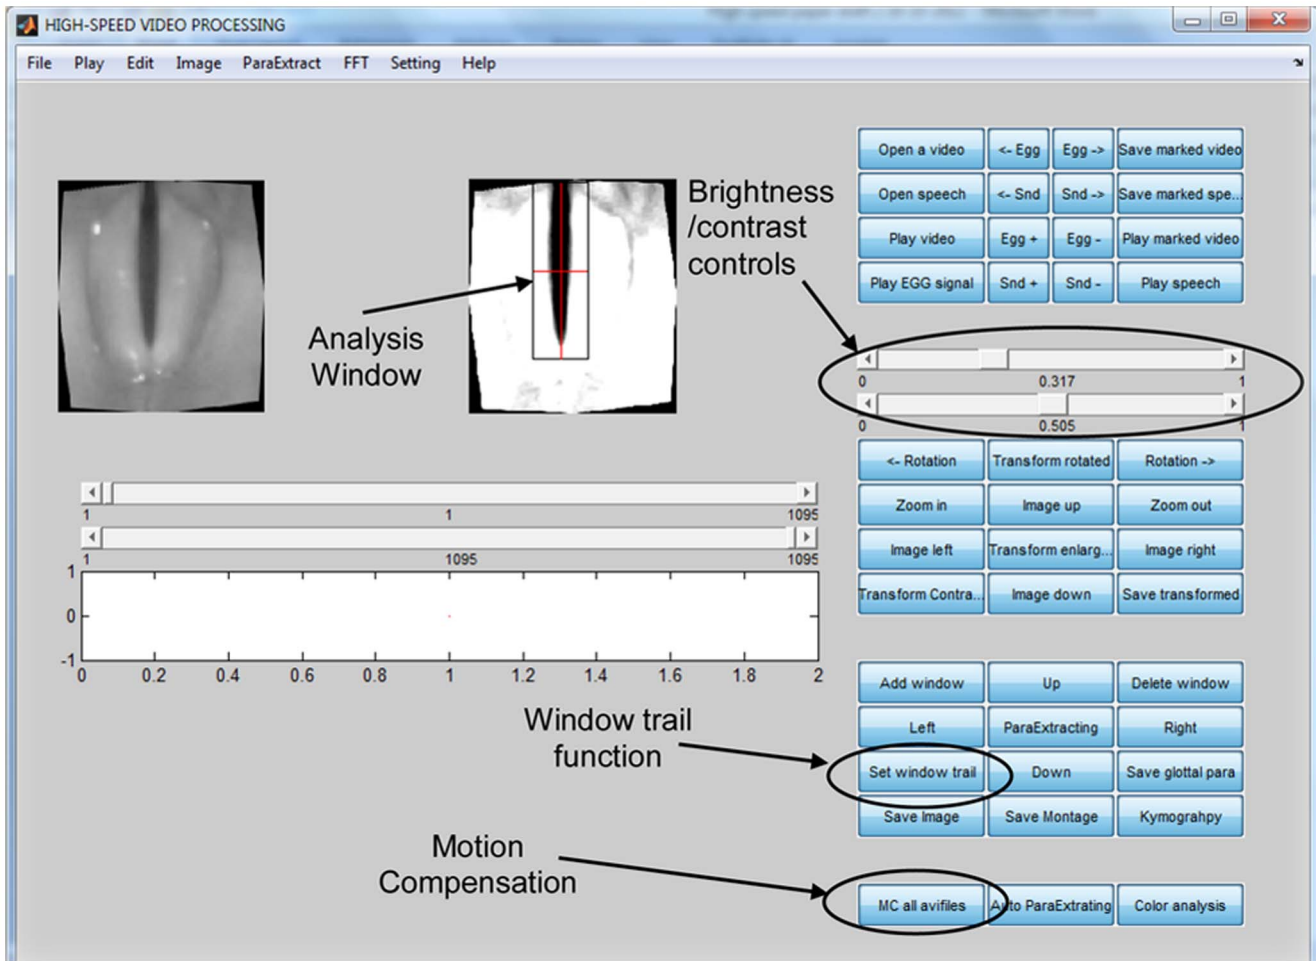 HIGH-SPEED VIDEO PROCESSING
File Play Edit Image ParaExtract FFT Setting Help
Open a video <- Egg Egg -> Save marked video
Open speech <- Snd Snd -> Save marked spe...
Play video Egg + Egg - Play marked video
Play EGG signal Snd + Snd - Play speech
Brightness
/contrast
controls
Analysis
Window
0 0.317 1
0 0.505 1
<- Rotation Transform rotated Rotation ->
Zoom in Image up Zoom out
Image left Transform enlarg... Image right
Transform Contra... Image down Save transformed
1 1 1095
1 1095 1095
1
0
-1
0 0.2 0.4 0.6 0.8 1 1.2 1.4 1.6 1.8 2
Add window Up Delete window
Left ParaExtracting Right
Set window trail Down Save glottal para
Save Image Save Montage Kymograhpy
Window trail
function
Motion
Compensation
MC all avifiles Auto ParaExtrating Color analysis